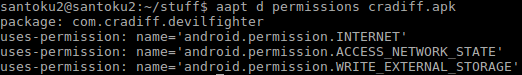 santoku2@santoku2:~/stuff$ aapt d permissions cradiff.apk
package: com.cradiff.devilfighter
uses-permission: name='android.permission.INTERNET'
uses-permission: name='android.permission.ACCESS_NETWORK_STATE'
uses-permission: name='android.permission.WRITE_EXTERNAL_STORAGE'